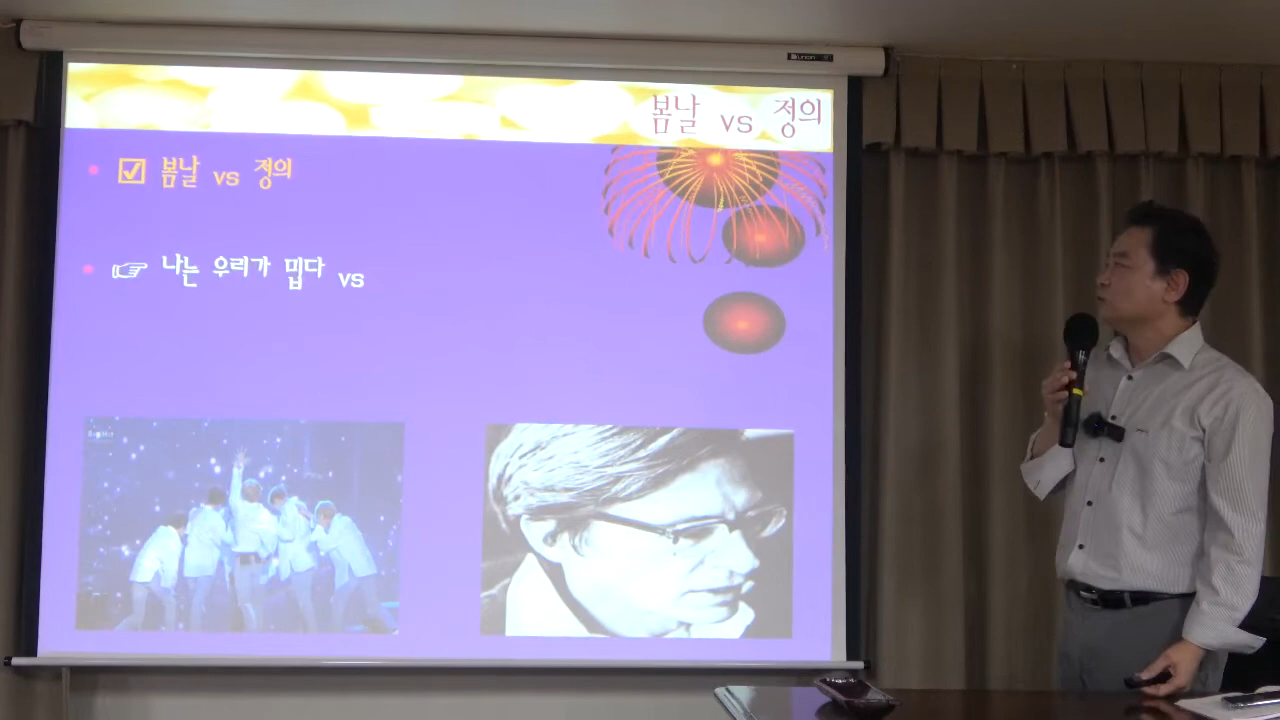 봄날 vs 정의
☑ 봄날 vs 정의
☞ 나는 우리가 밉다 vs